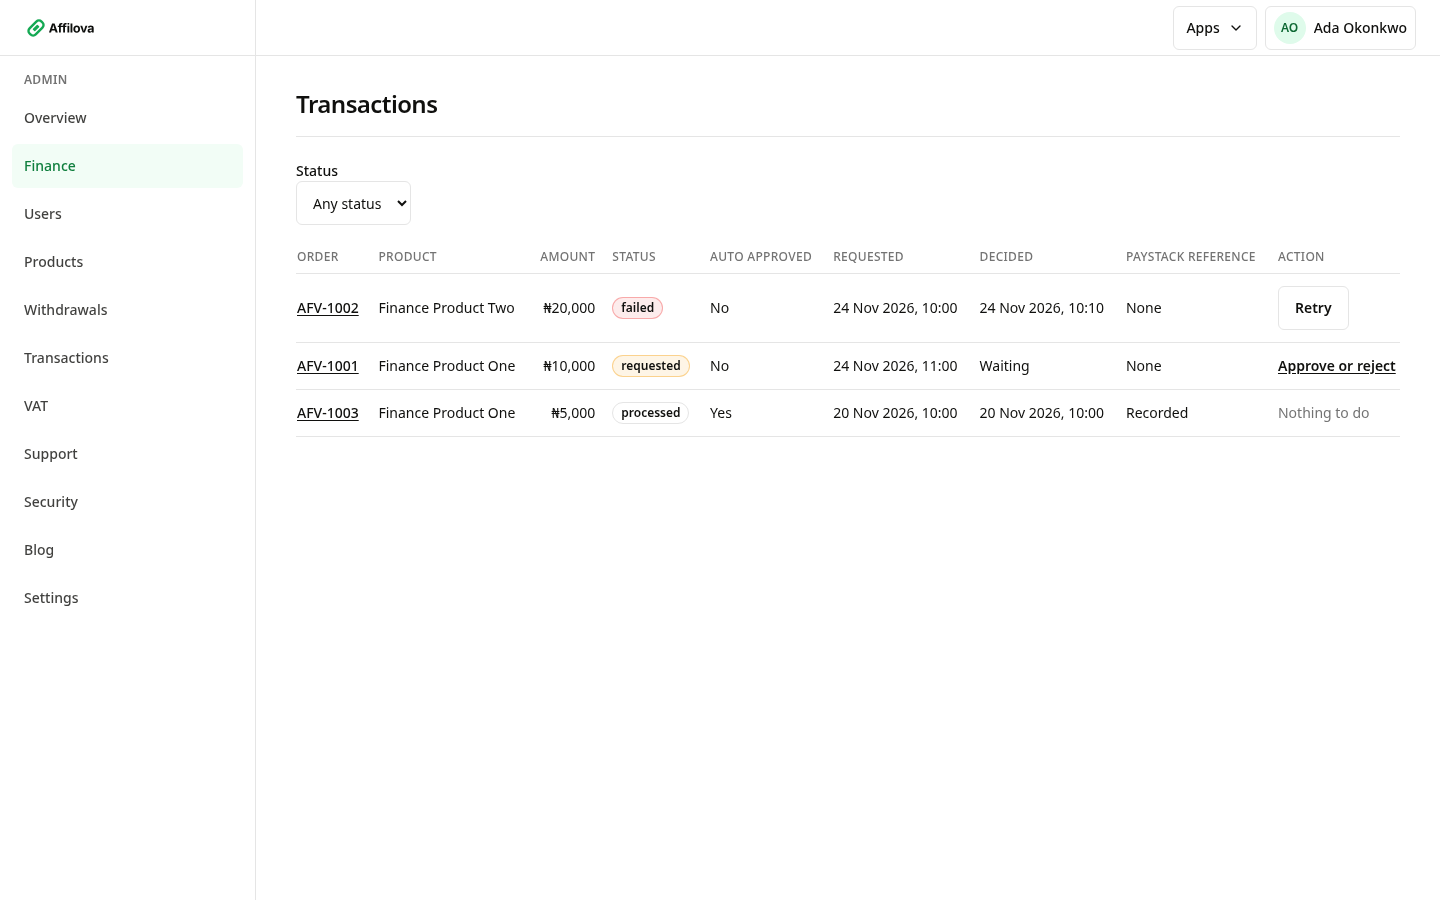 Affilova
Apps
AO Ada Okonkwo
ADMIN
Overview
Finance
Users
Products
Withdrawals
Transactions
VAT
Support
Security
Blog
Settings
Transactions
Status
Any status
ORDER PRODUCT AMOUNT STATUS AUTO APPROVED REQUESTED DECIDED PAYSTACK REFERENCE ACTION
AFV-1002 Finance Product Two ₦20,000 failed No 24 Nov 2026, 10:00 24 Nov 2026, 10:10 None Retry
AFV-1001 Finance Product One ₦10,000 requested No 24 Nov 2026, 11:00 Waiting None Approve or reject
AFV-1003 Finance Product One ₦5,000 processed Yes 20 Nov 2026, 10:00 20 Nov 2026, 10:00 Recorded Nothing to do